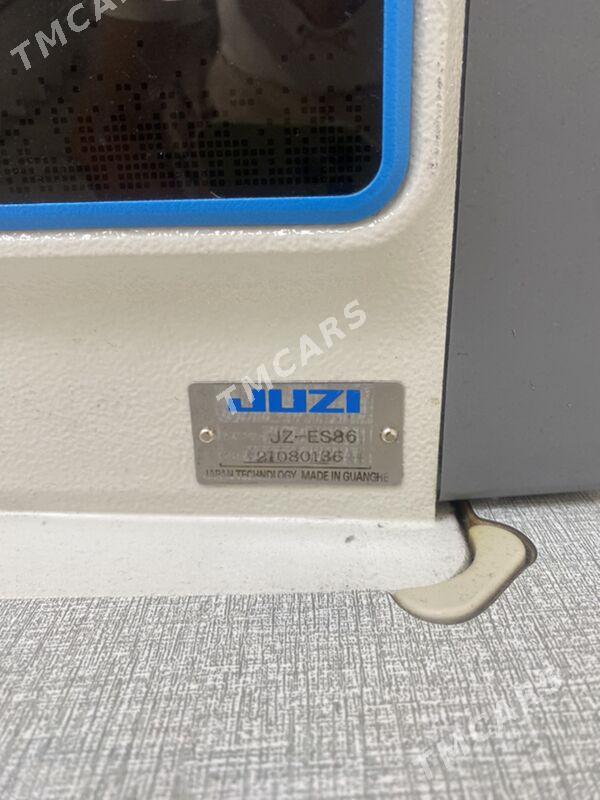 TMCARS
TMCARS
JUZI
JZ-ES86
21080136
JAPAN TECHNOLOGY MADE IN GUANGHE
TMCARS